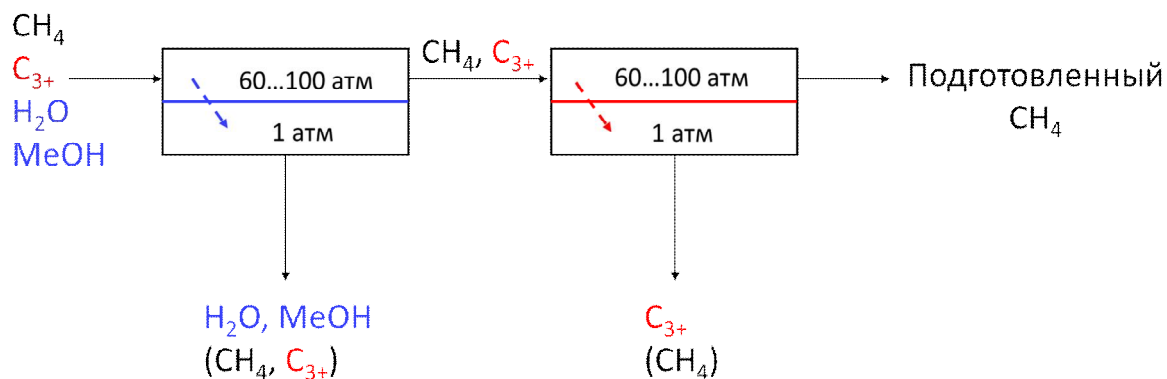 CH₄
C₃₊
H₂O
MeOH
60...100 атм
1 атм
CH₄, C₃₊
60...100 атм
1 атм
Подготовленный
CH₄
H₂O, MeOH
(CH₄, C₃₊)
C₃₊
(CH₄)